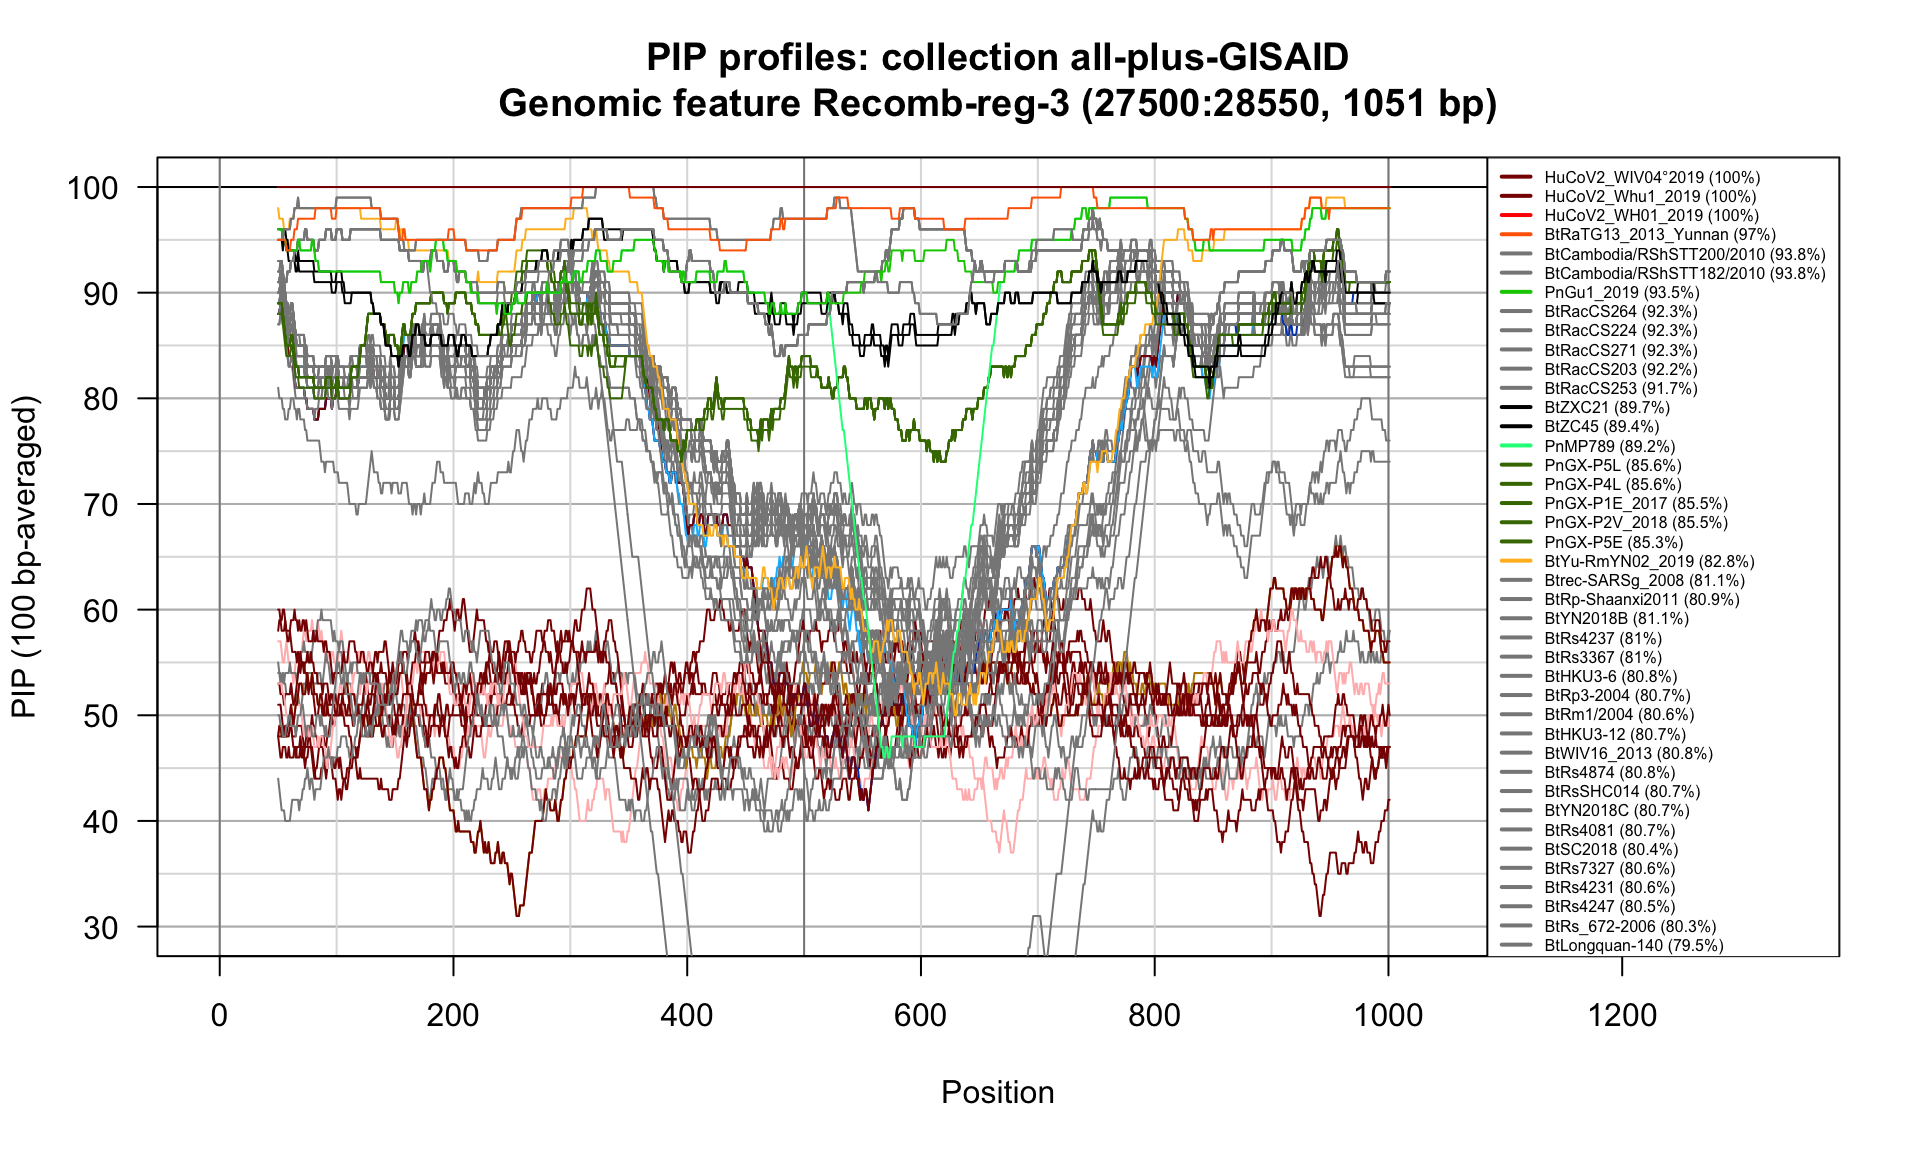 PIP profiles: collection all-plus-GISAID
Genomic feature Recomb-reg-3 (27500:28550, 1051 bp)
PIP (100 bp-averaged)
100
90
80
70
60
50
40
30
0
200
400
600
800
1000
1200
Position
HuCoV2_WIV04°2019 (100%)
HuCoV2_Whu1_2019 (100%)
HuCoV2_WH01_2019 (100%)
BtRaTG13_2013_Yunnan (97%)
BtCambodia/RShSTT200/2010 (93.8%)
BtCambodia/RShSTT182/2010 (93.8%)
PnGu1_2019 (93.5%)
BtRacCS264 (92.3%)
BtRacCS224 (92.3%)
BtRacCS271 (92.3%)
BtRacCS203 (92.2%)
BtRacCS253 (91.7%)
BtZXC21 (89.7%)
BtZC45 (89.4%)
PnMP789 (89.2%)
PnGX-P5L (85.6%)
PnGX-P4L (85.6%)
PnGX-P1E_2017 (85.5%)
PnGX-P2V_2018 (85.5%)
PnGX-P5E (85.3%)
BtYu-RmYN02_2019 (82.8%)
Btrec-SARSg_2008 (81.1%)
BtRp-Shaanxi2011 (80.9%)
BtYN2018B (81.1%)
BtRs4237 (81%)
BtRs3367 (81%)
BtHKU3-6 (80.8%)
BtRp3-2004 (80.7%)
BtRm1/2004 (80.6%)
BtHKU3-12 (80.7%)
BtWIV16_2013 (80.8%)
BtRs4874 (80.8%)
BtRsSHC014 (80.7%)
BtYN2018C (80.7%)
BtRs4081 (80.7%)
BtSC2018 (80.4%)
BtRs7327 (80.6%)
BtRs4231 (80.6%)
BtRs4247 (80.5%)
BtRs_672-2006 (80.3%)
BtLongquan-140 (79.5%)